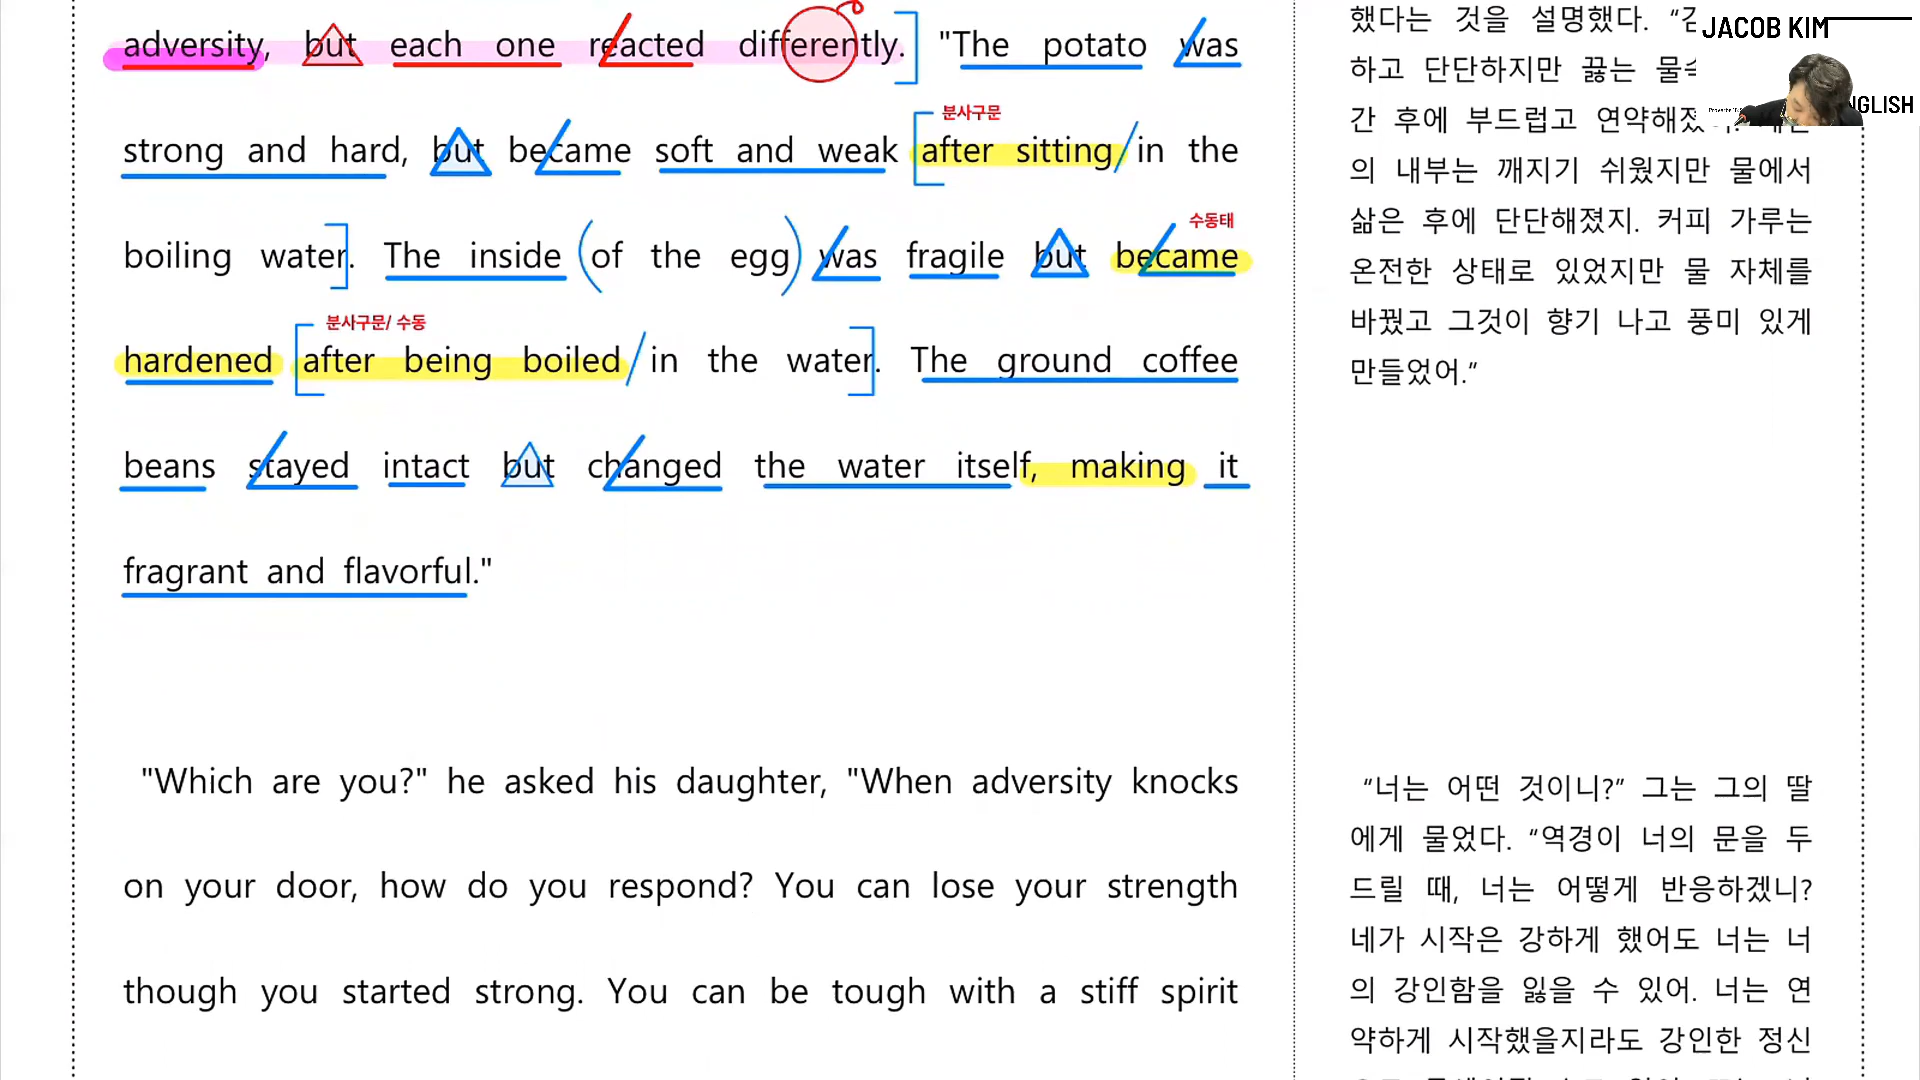 adversity, but each one reacted differently. "The potato was
분사구문
strong and hard, but became soft and weak after sitting in the
수동태
boiling water. The inside of the egg was fragile but became
분사구문/ 수동
hardened after being boiled in the water. The ground coffee
beans stayed intact but changed the water itself, making it
fragrant and flavorful."
"Which are you?" he asked his daughter, "When adversity knocks
on your door, how do you respond? You can lose your strength
though you started strong. You can be tough with a stiff spirit
했다는 것을 설명했다.
하고 단단하지만 끓는 물속
간 후에 부드럽고
의 내부는 깨지기 쉬웠지만 물에서
삶은 후에 단단해졌지. 커피 가루는
온전한 상태로 있었지만 물 자체를
바꿨고 그것이 향기 나고 풍미 있게
만들었어.”
“너는 어떤 것이니?” 그는 그의 딸
에게 물었다. “역경이 너의 문을 두
드릴 때, 너는 어떻게 반응하겠니?
네가 시작은 강하게 했어도 너는 너
의 강인함을 잃을 수 있어. 너는 연
약하게 시작했을지라도 강인한 정신
JACOB KIM
NGLISH